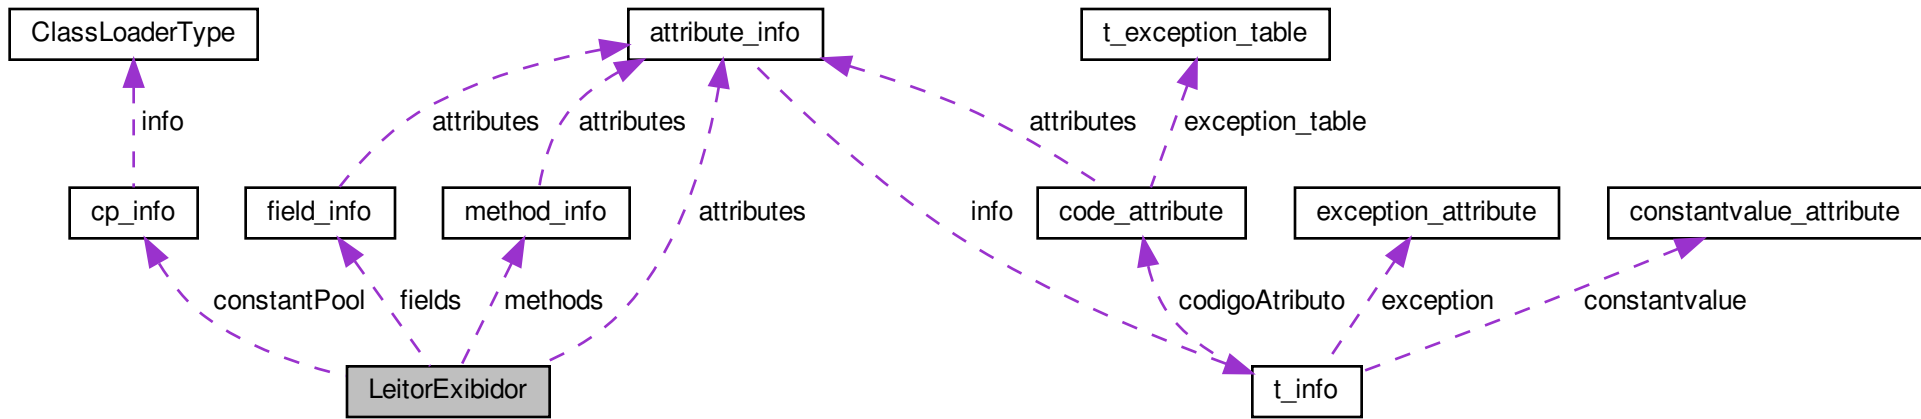 ClassLoaderType
attribute_info
t_exception_table
info
attributes
attributes
attributes
exception_table
cp_info
field_info
method_info
attributes
info
code_attribute
exception_attribute
constantvalue_attribute
constantPool
fields
methods
codigoAtributo
exception
constantvalue
LeitorExibidor
t_info